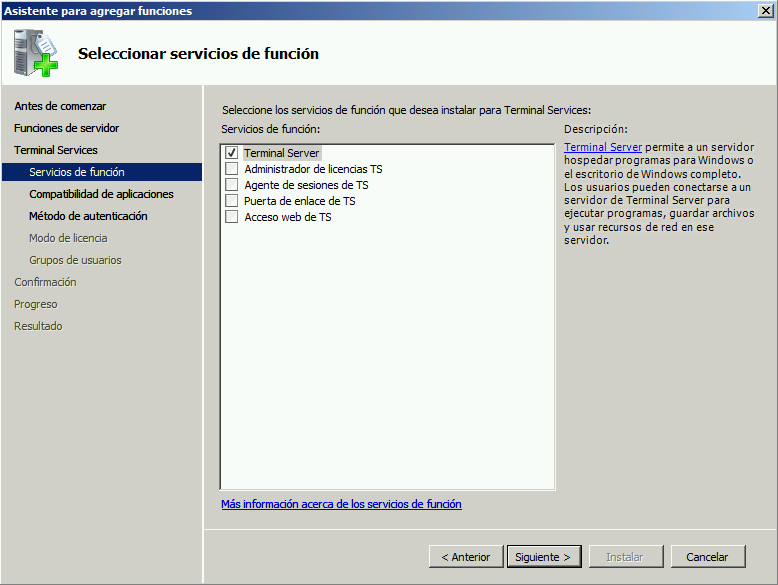 Asistente para agregar funciones
Seleccionar servicios de función
Antes de comenzar
Funciones de servidor
Terminal Services
Servicios de función
Compatibilidad de aplicaciones
Método de autenticación
Modo de licencia
Grupos de usuarios
Confirmación
Progreso
Resultado
Seleccione los servicios de función que desea instalar para Terminal Services:
Servicios de función:
Terminal Server
Administrador de licencias TS
Agente de sesiones de TS
Puerta de enlace de TS
Acceso web de TS
Más información acerca de los servicios de función
Descripción:
Terminal Server permite a un servidor
hospedar programas para Windows o
el escritorio de Windows completo.
Los usuarios pueden conectarse a un
servidor de Terminal Server para
ejecutar programas, guardar archivos
y usar recursos de red en ese
servidor.
< Anterior
Siguiente >
Instalar
Cancelar